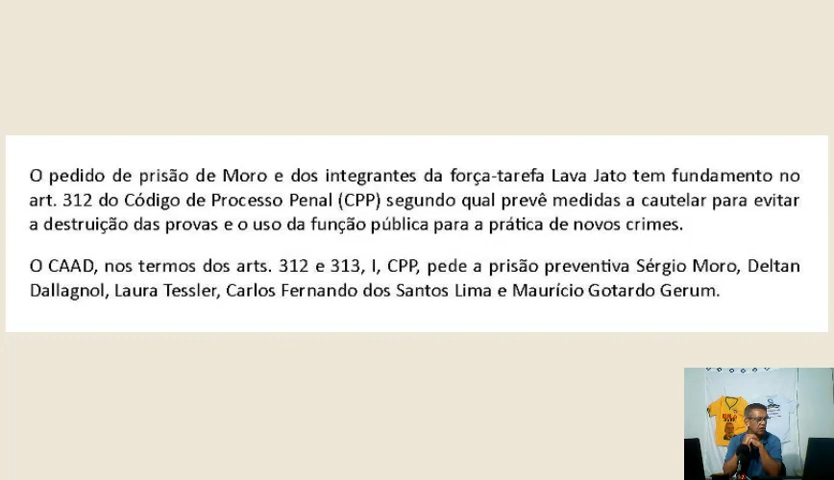 O pedido de prisão de Moro e dos integrantes da força-tarefa Lava Jato tem fundamento no
art. 312 do Código de Processo Penal (CPP) segundo qual prevê medidas a cautelar para evitar
a destruição das provas e o uso da função pública para a prática de novos crimes.
O CAAD, nos termos dos arts. 312 e 313, I, CPP, pede a prisão preventiva Sérgio Moro, Deltan
Dallagnol, Laura Tessler, Carlos Fernando dos Santos Lima e Maurício Gotardo Gerum.